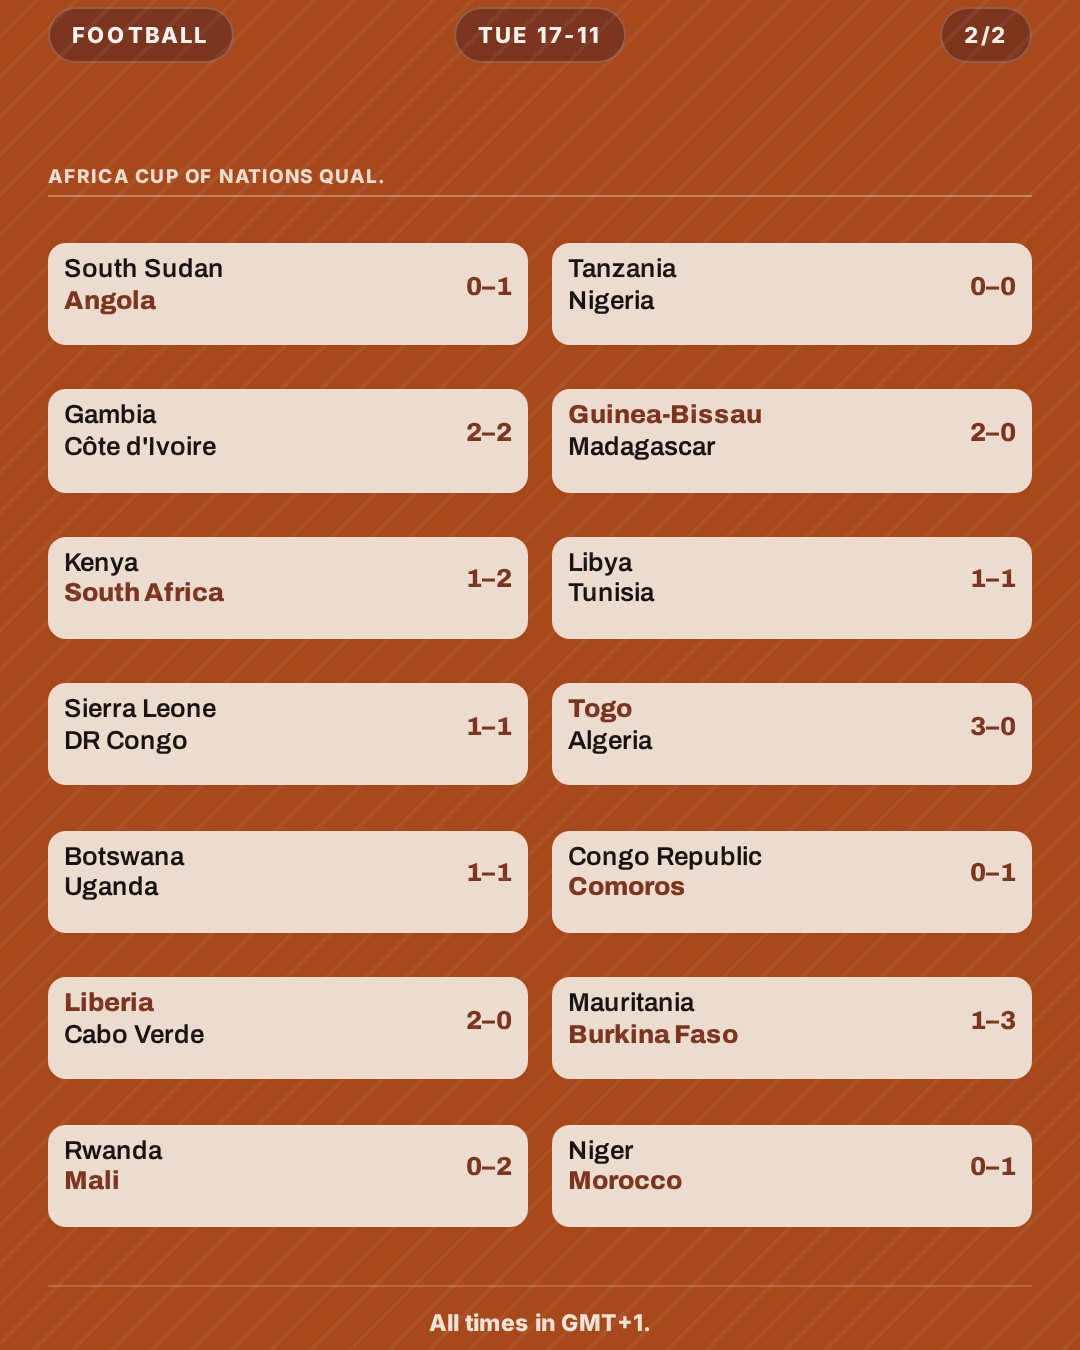 FOOTBALL
TUE 17-11
2/2
AFRICA CUP OF NATIONS QUAL.
South Sudan
Angola
0–1
Tanzania
Nigeria
0–0
Gambia
Côte d'Ivoire
2–2
Guinea-Bissau
Madagascar
2–0
Kenya
South Africa
1–2
Libya
Tunisia
1–1
Sierra Leone
DR Congo
1–1
Togo
Algeria
3–0
Botswana
Uganda
1–1
Congo Republic
Comoros
0–1
Liberia
Cabo Verde
2–0
Mauritania
Burkina Faso
1–3
Rwanda
Mali
0–2
Niger
Morocco
0–1
All times in GMT+1.